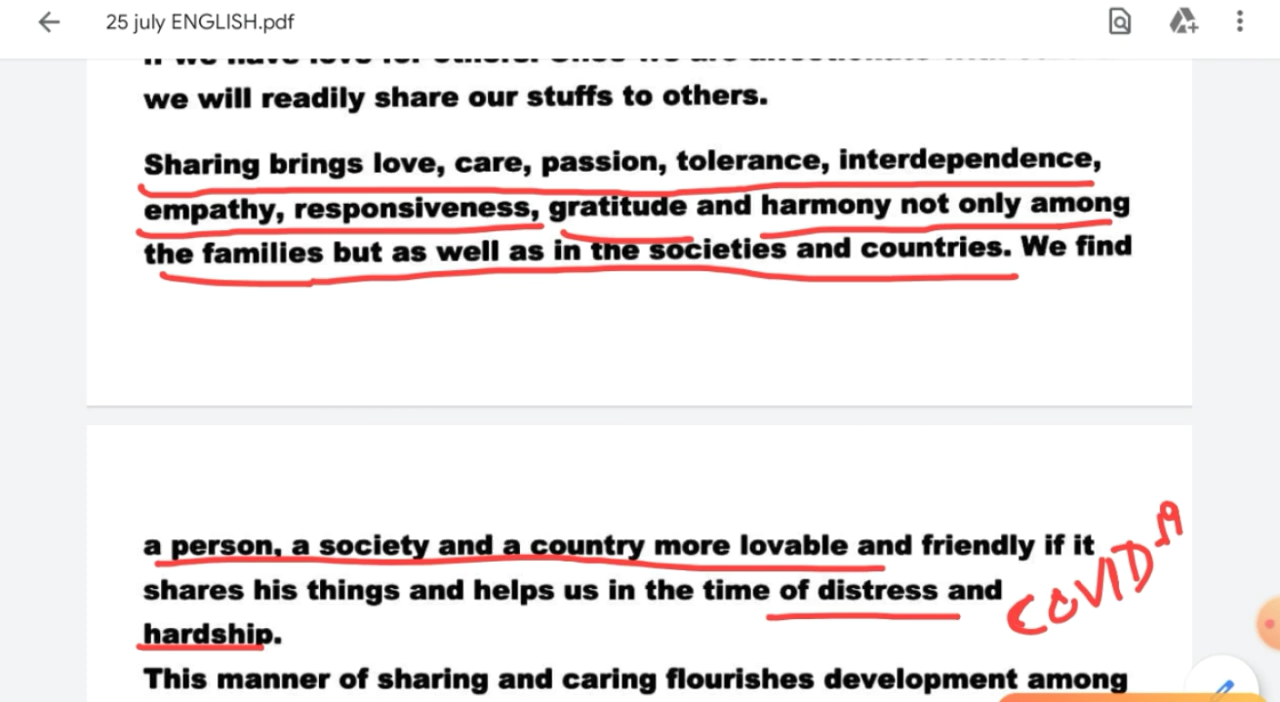 25 july ENGLISH.pdf
we will readily share our stuffs to others.
Sharing brings love, care, passion, tolerance, interdependence,
empathy, responsiveness, gratitude and harmony not only among
the families but as well as in the societies and countries. We find
a person, a society and a country more lovable and friendly if it
shares his things and helps us in the time of distress and
COVID-19
hardship.
This manner of sharing and caring flourishes development among